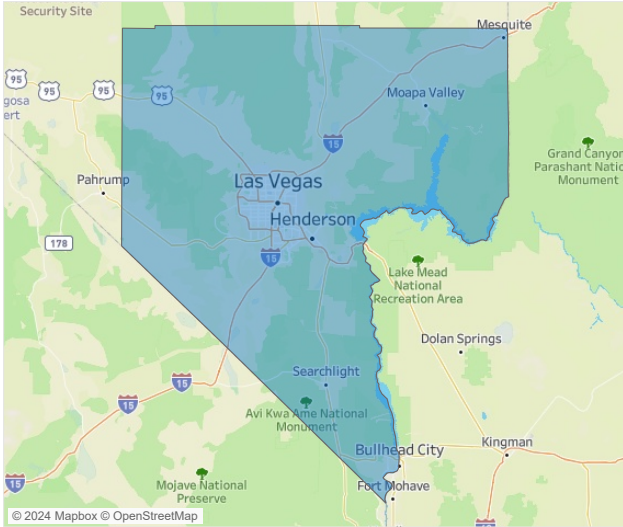 Security Site
Mesquite
95
95
95
95
gosa
ert
Moapa Valley
15
Grand Canyon
Parashant Natio
Monument
Pahrump
Las Vegas
Henderson
178
15
Lake Mead
National
Recreation Area
Dolan Springs
Searchlight
15
15
Avi Kwa Ame National
Monument
Bullhead City
Kingman
15
Mojave National
Preserve
Fort Mohave
© 2024 Mapbox © OpenStreetMap